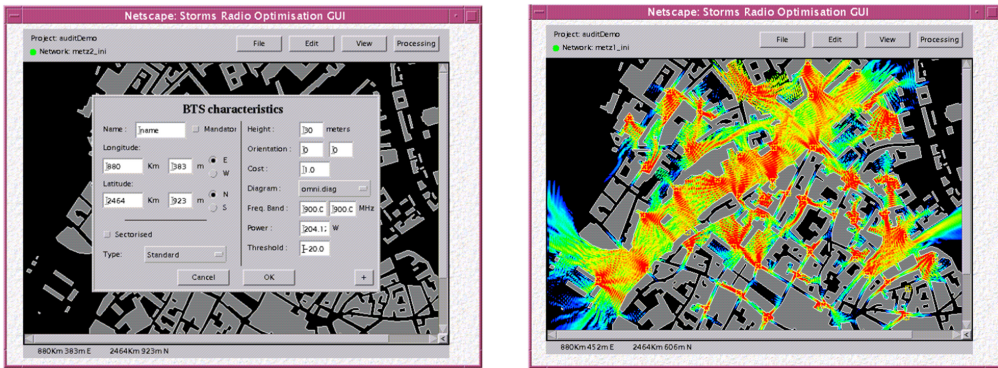 Netscape: Storms Radio Optimisation GUI
Project: auditDemo
Network: metz2_ini
File
Edit
View
Processing
BTS characteristics
Name :
name
Mandator
Longitude:
880
Km
383
m
E
W
Latitude:
2464
Km
923
m
N
S
Sectorised
Type:
Standard
Height :
30
meters
Orientation :
0
0
Cost :
1.0
Diagram :
omni.diag
Freq. Band :
900.0
900.0
MHz
Power :
204.12
W
Threshold :
-20.0
Cancel
OK
+
880Km 383m E 2464Km 923m N
Netscape: Storms Radio Optimisation GUI
Project: auditDemo
Network: metz1_ini
File
Edit
View
Processing
880Km 452m E 2464Km 606m N